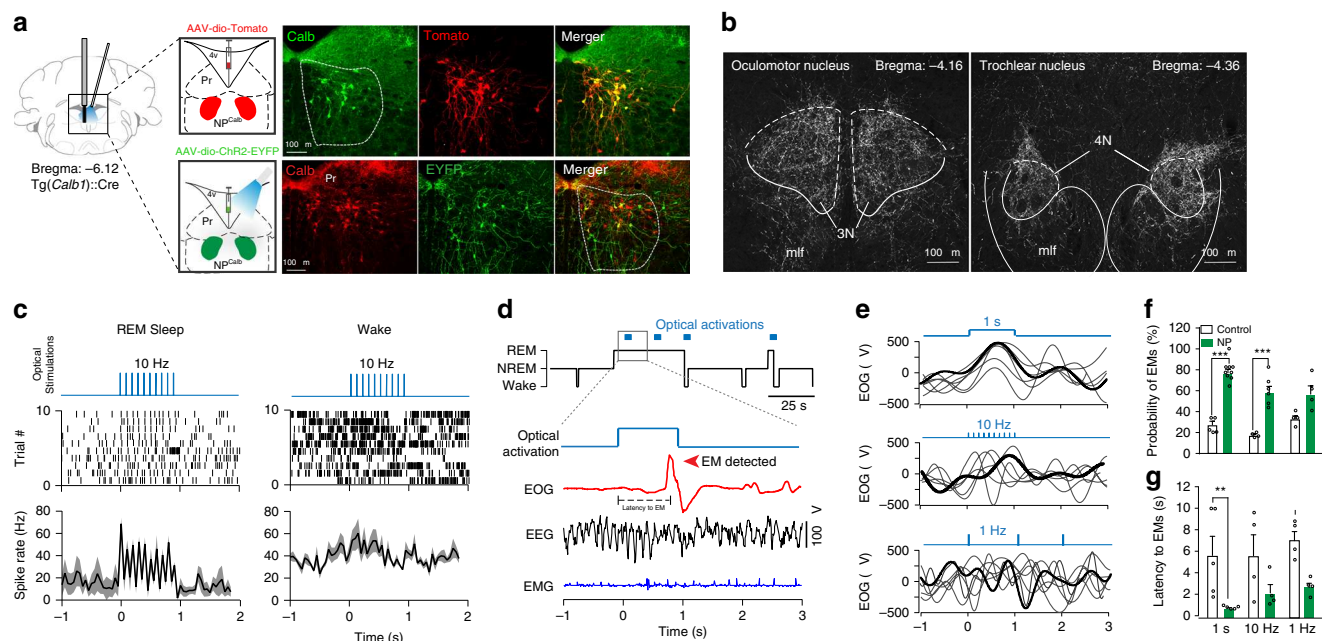 a
AAV-dio-Tomato
4v
Pr
NPCalb
AAV-dio-ChR2-EYFP
4v
Pr
NPCalb
Bregma: –6.12
Tg(Calb1)::Cre
Calb
Tomato
Merger
100 m
Calb
Pr
EYFP
Merger
100 m
b
Oculomotor nucleus
Bregma: –4.16
3N
mlf
100 m
Trochlear nucleus
Bregma: –4.36
4N
mlf
100 m
c
REM Sleep
Wake
Optical
Stimulations
10 Hz
10 Hz
Trial #
10
0
10
0
Spike rate (Hz)
80
60
40
20
0
80
60
40
20
0
–1 0 1 2
–1 0 1 2
Time (s)
d
Optical activations
REM
NREM
Wake
25 s
Optical
activation
EM detected
EOG
Latency to EM
EEG
100 V
EMG
–1 0 1 2 3
Time (s)
e
1 s
EOG ( V)
500
0
–500
10 Hz
EOG ( V)
500
0
–500
1 Hz
EOG ( V)
500
0
–500
–1 0 1 2 3
Time (s)
f
Probability of EMs (%)
120
100
80
60
40
20
0
Control
NP
***
***
g
Latency to EMs (s)
12
10
8
6
4
2
0
**
1 s 10 Hz 1 Hz